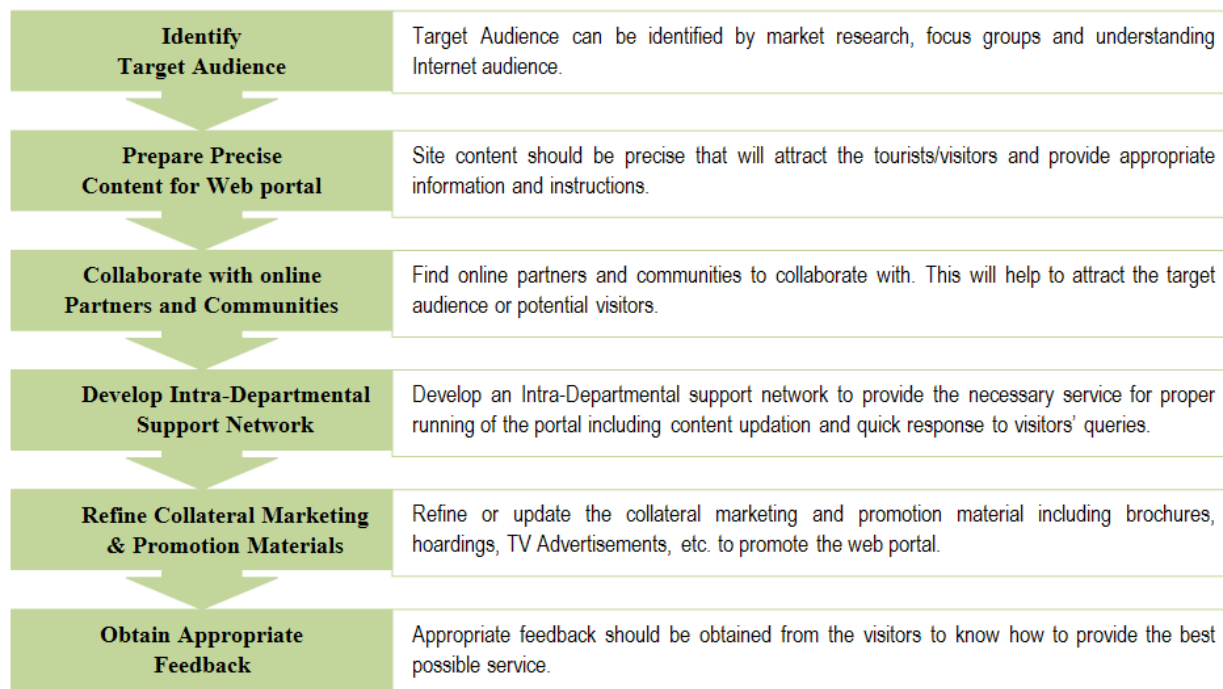 Identify
Target Audience
Target Audience can be identified by market research, focus groups and understanding
Internet audience.
Prepare Precise
Content for Web portal
Site content should be precise that will attract the tourists/visitors and provide appropriate
information and instructions.
Collaborate with online
Partners and Communities
Find online partners and communities to collaborate with. This will help to attract the target
audience or potential visitors.
Develop Intra-Departmental
Support Network
Develop an Intra-Departmental support network to provide the necessary service for proper
running of the portal including content updation and quick response to visitors’ queries.
Refine Collateral Marketing
& Promotion Materials
Refine or update the collateral marketing and promotion material including brochures,
hoardings, TV Advertisements, etc. to promote the web portal.
Obtain Appropriate
Feedback
Appropriate feedback should be obtained from the visitors to know how to provide the best
possible service.